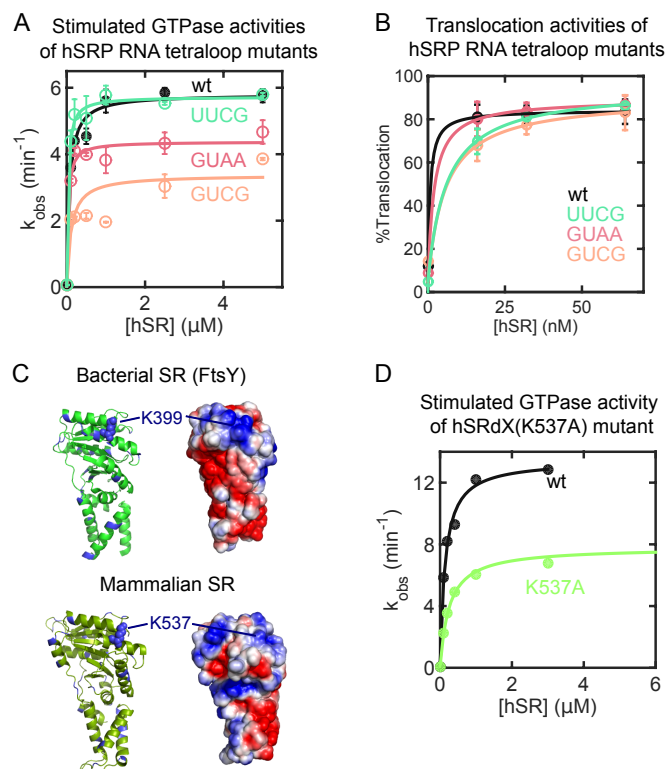 A
Stimulated GTPase activities
of hSRP RNA tetraloop mutants
k_obs (min⁻¹)
6
4
2
0
0
2
4
[hSR] (μM)
wt
UUCG
GUAA
GUCG
B
Translocation activities of
hSRP RNA tetraloop mutants
%Translocation
100
80
60
40
20
0
0
25
50
[hSR] (nM)
wt
UUCG
GUAA
GUCG
C
Bacterial SR (FtsY)
K399
Mammalian SR
K537
D
Stimulated GTPase activity
of hSRdX(K537A) mutant
k_obs (min⁻¹)
12
8
4
0
0
2
4
6
[hSR] (μM)
wt
K537A